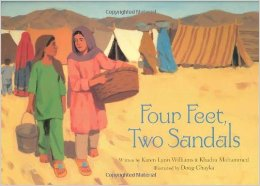 Four Feet,
Two Sandals
Written by Karen Lynn Williams & Khadra Mohammed
Illustrated by Doug Chayka